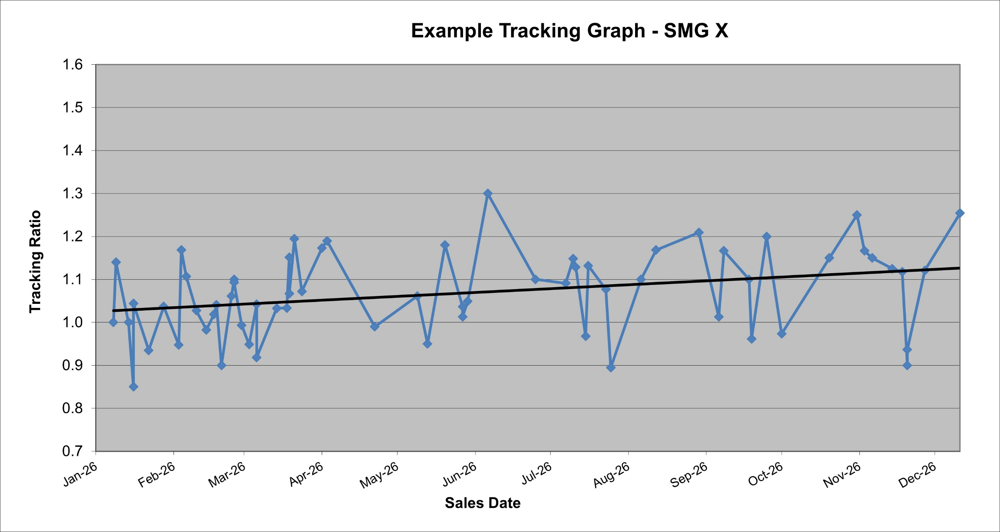 Example Tracking Graph - SMG X
1.6
1.5
1.4
1.3
1.2
1.1
1.0
0.9
0.8
0.7
Tracking Ratio
Jan-26
Feb-26
Mar-26
Apr-26
May-26
Jun-26
Jul-26
Aug-26
Sep-26
Oct-26
Nov-26
Dec-26
Sales Date